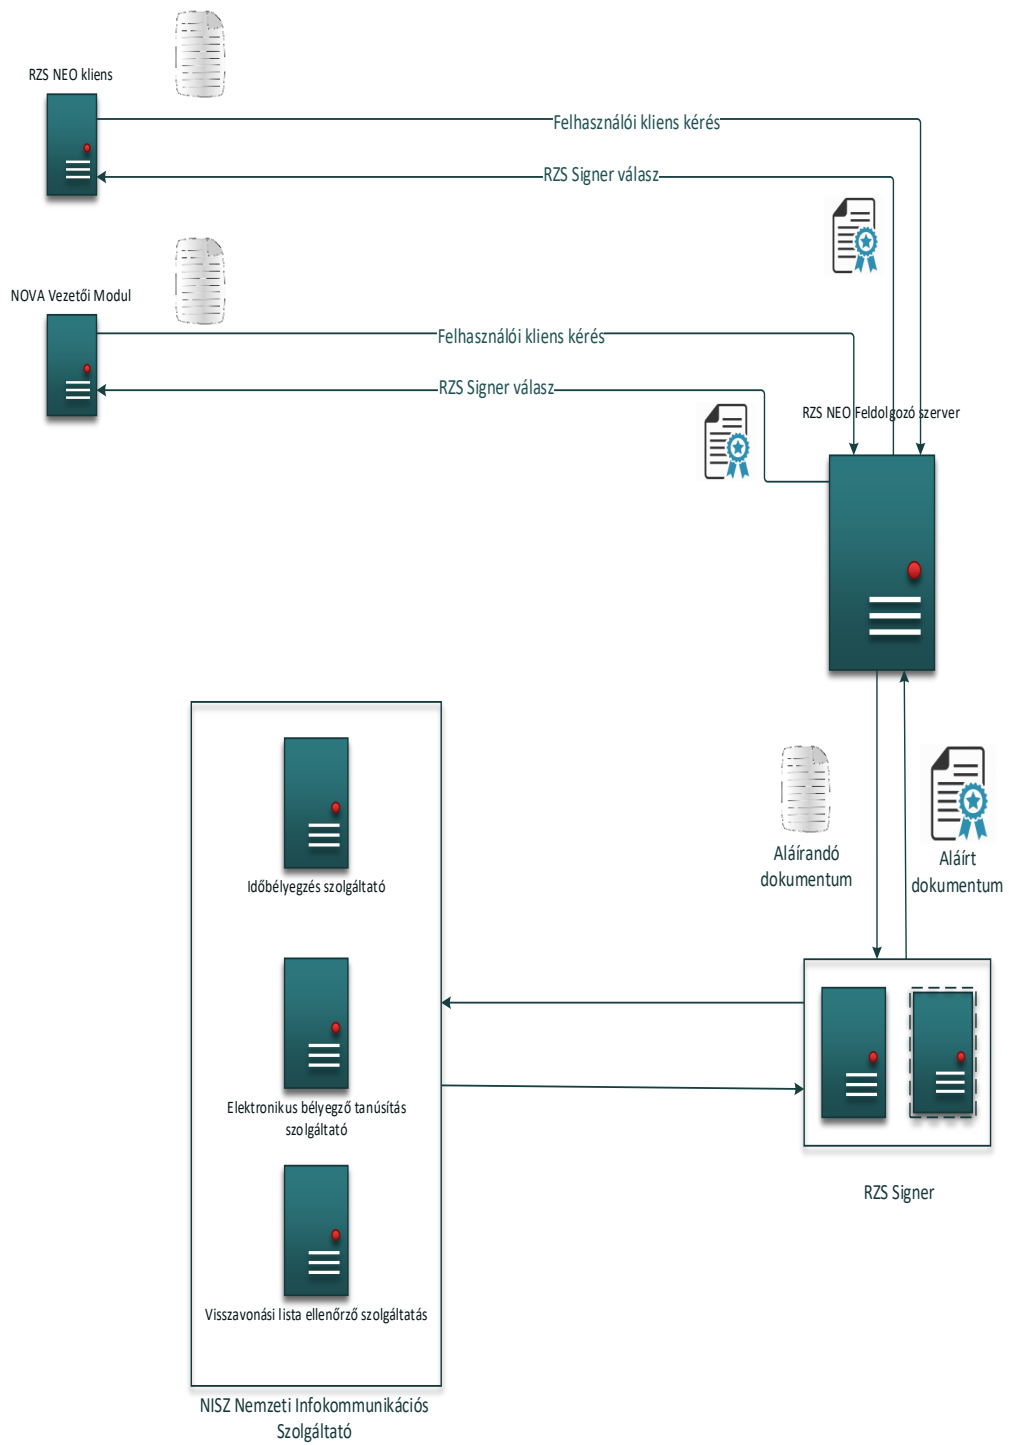 RZS NEO kliens
Felhasználói kliens kérés
RZS Signer válasz
NOVA Vezetői Modul
Felhasználói kliens kérés
RZS Signer válasz
RZS NEO Feldolgozó szerver
Időbélyegzés szolgáltató
Aláírandó
dokumentum
Aláírt
dokumentum
Elektronikus bélyegző tanúsítás
szolgáltató
RZS Signer
Visszavonási lista ellenőrző szolgáltatás
NISZ Nemzeti Infokommunikációs
Szolgáltató